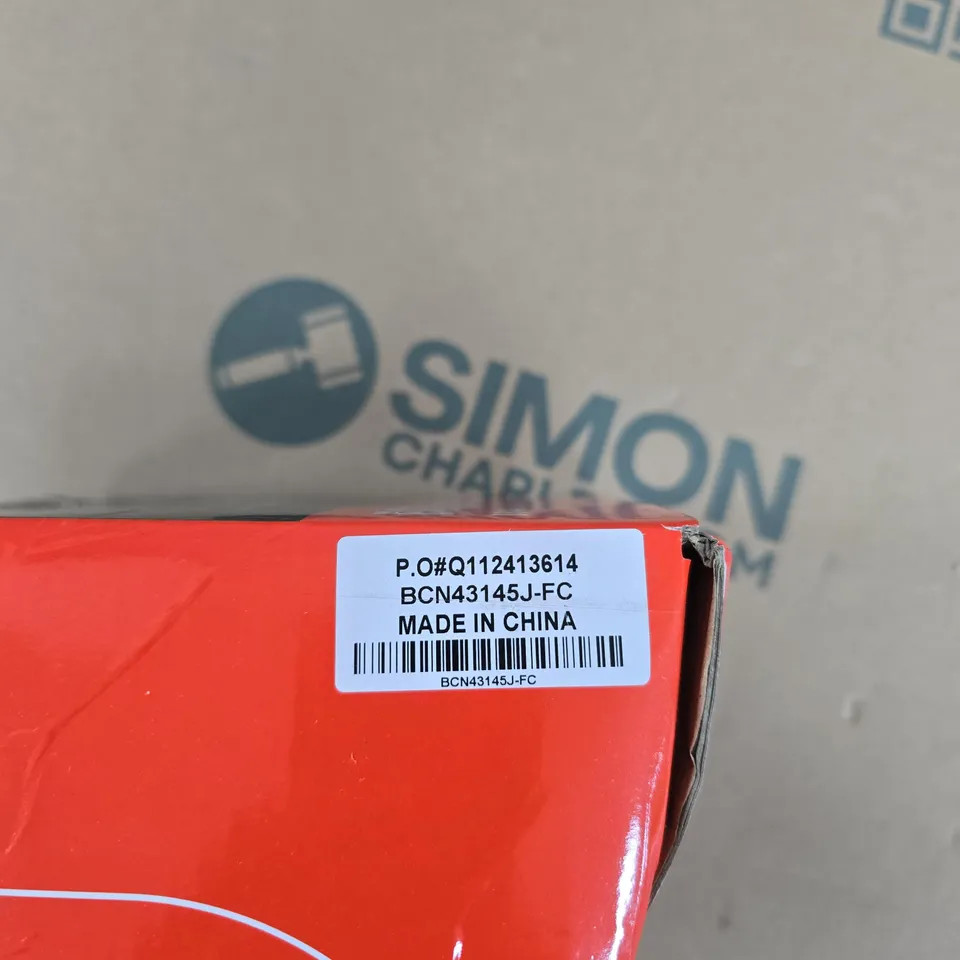 SIMON
P.O#Q112413614
BCN43145J-FC
MADE IN CHINA
BCN43145J-FC